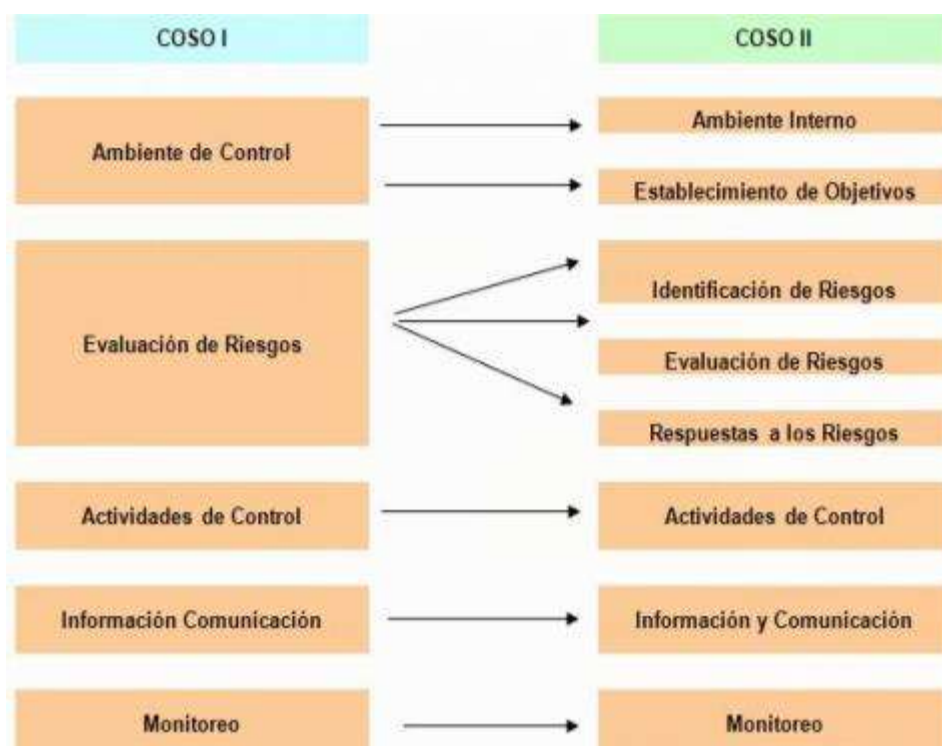 COSO I
COSO II
Ambiente de Control
Ambiente Interno
Establecimiento de Objetivos
Evaluación de Riesgos
Identificación de Riesgos
Evaluación de Riesgos
Respuestas a los Riesgos
Actividades de Control
Actividades de Control
Información Comunicación
Información y Comunicación
Monitoreo
Monitoreo